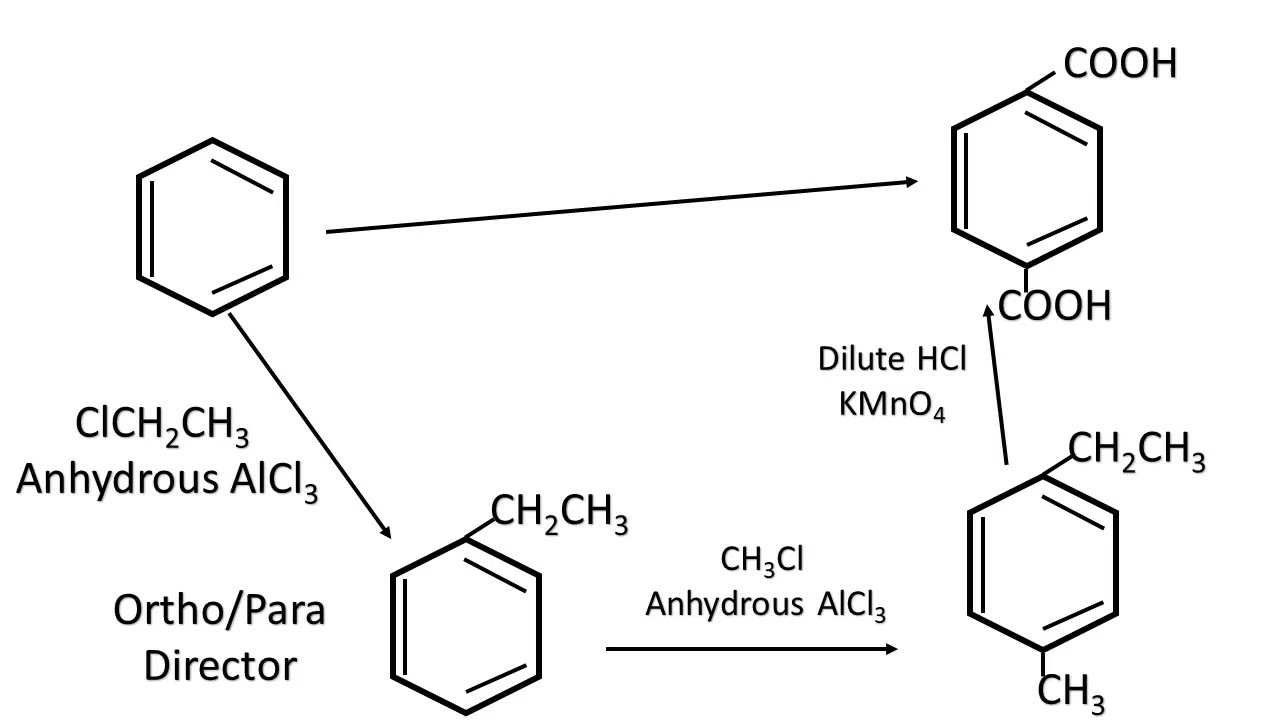 COOH
COOH
Dilute HCl
KMnO₄
ClCH₂CH₃
Anhydrous AlCl₃
CH₂CH₃
CH₂CH₃
CH₃Cl
Anhydrous AlCl₃
Ortho/Para
Director
CH₃